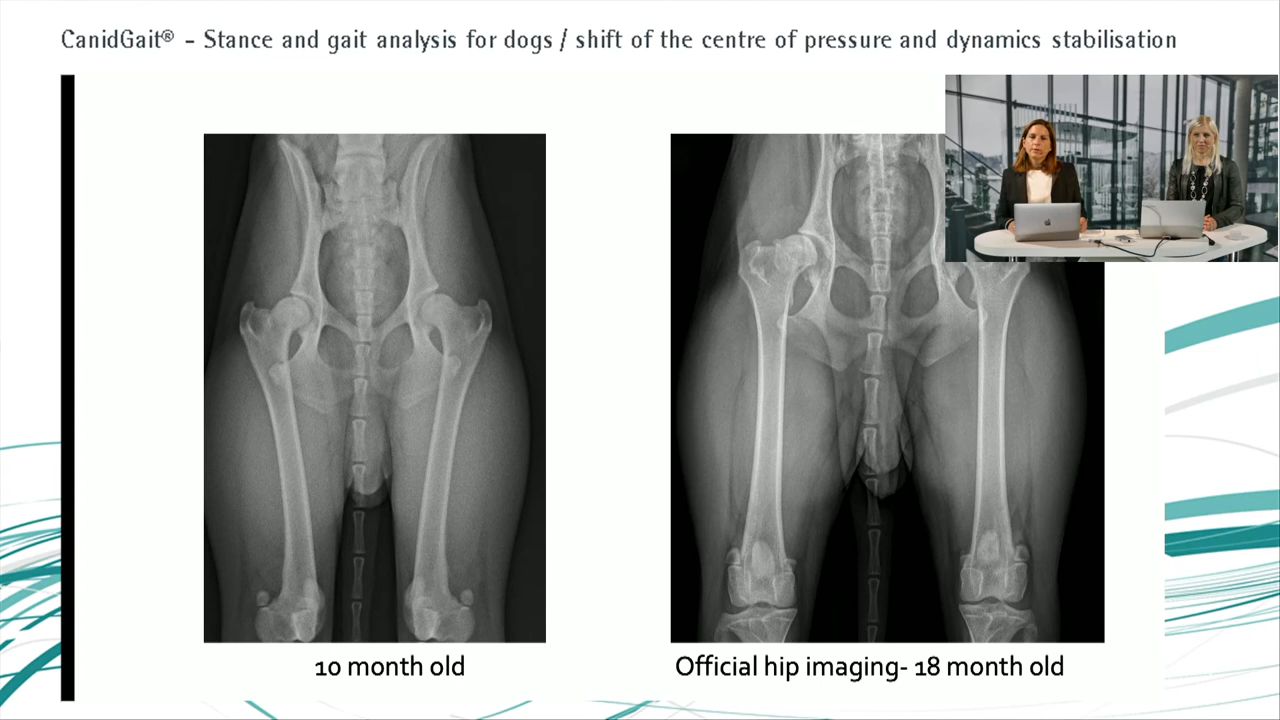 CanidGait® - Stance and gait analysis for dogs / shift of the centre of pressure and dynamics stabilisation
10 month old
Official hip imaging- 18 month old